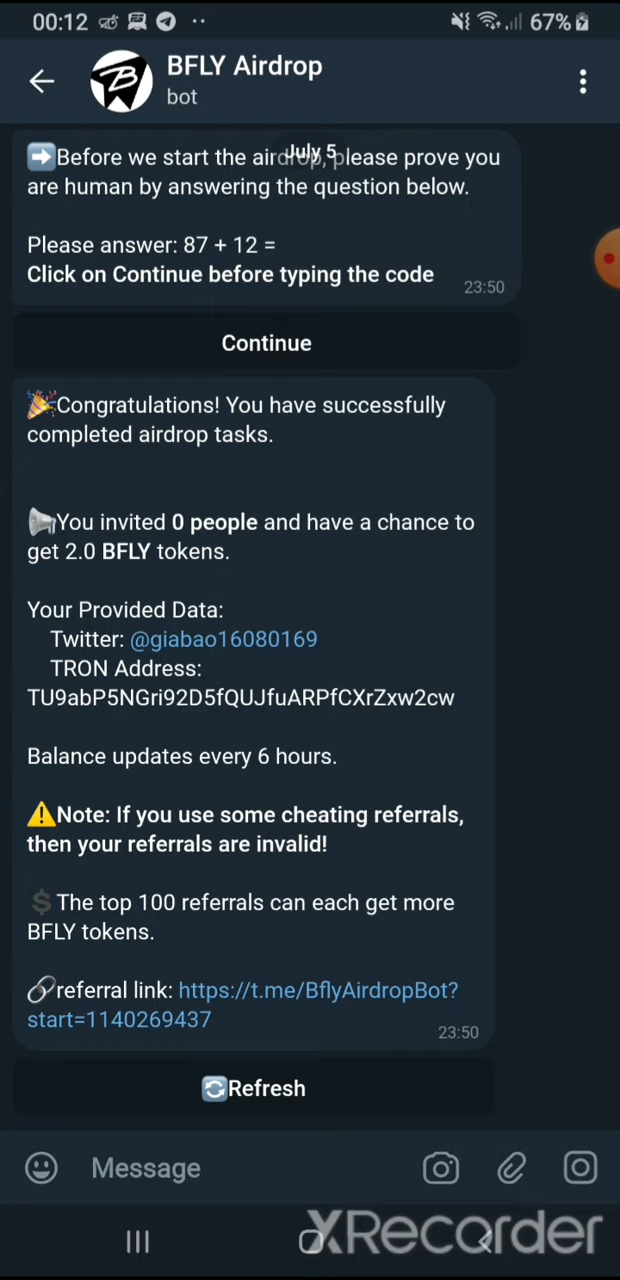 00:12
67%
BFLY Airdrop
bot
July 5
Before we start the airdrop, please prove you
are human by answering the question below.
Please answer: 87 + 12 =
Click on Continue before typing the code
23:50
Continue
Congratulations! You have successfully
completed airdrop tasks.
You invited 0 people and have a chance to
get 2.0 BFLY tokens.
Your Provided Data:
Twitter: @giabao16080169
TRON Address:
TU9abP5NGri92D5fQUJfuARPfCXrZxw2cw
Balance updates every 6 hours.
Note: If you use some cheating referrals,
then your referrals are invalid!
The top 100 referrals can each get more
BFLY tokens.
referral link: https://t.me/BflyAirdropBot?
start=1140269437
23:50
Refresh
Message
XRecorder